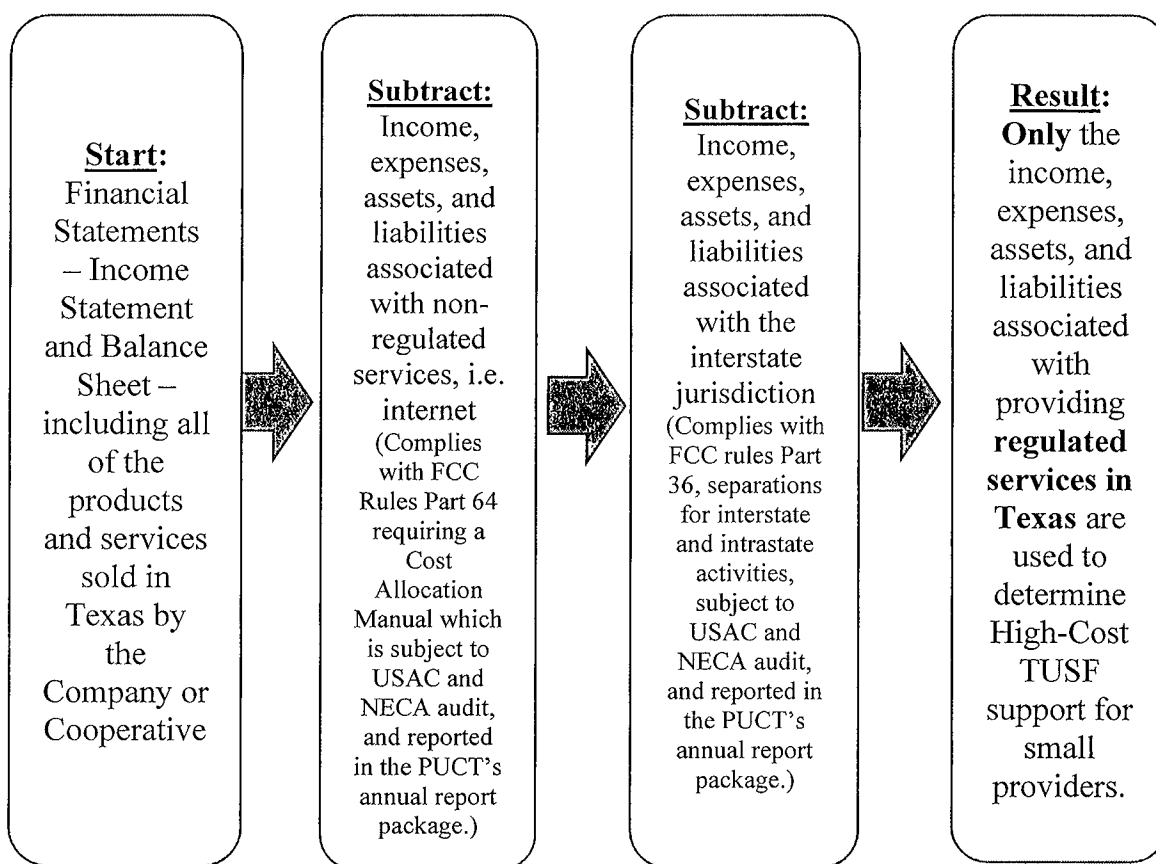 Start:
Financial
Statements
– Income
Statement
and Balance
Sheet –
including all
of the
products
and services
sold in
Texas by
the
Company or
Cooperative
Subtract:
Income,
expenses,
assets, and
liabilities
associated
with non-
regulated
services, i.e.
internet
(Complies
with FCC
Rules Part 64
requiring a
Cost
Allocation
Manual which
is subject to
USAC and
NECA audit,
and reported
in the PUCT’s
annual report
package.)
Subtract:
Income,
expenses,
assets, and
liabilities
associated
with the
interstate
jurisdiction
(Complies with
FCC rules Part
36, separations
for interstate
and intrastate
activities,
subject to
USAC and
NECA audit,
and reported in
the PUCT’s
annual report
package.)
Result:
Only the
income,
expenses,
assets, and
liabilities
associated
with
providing
regulated
services in
Texas are
used to
determine
High-Cost
TUSF
support for
small
providers.